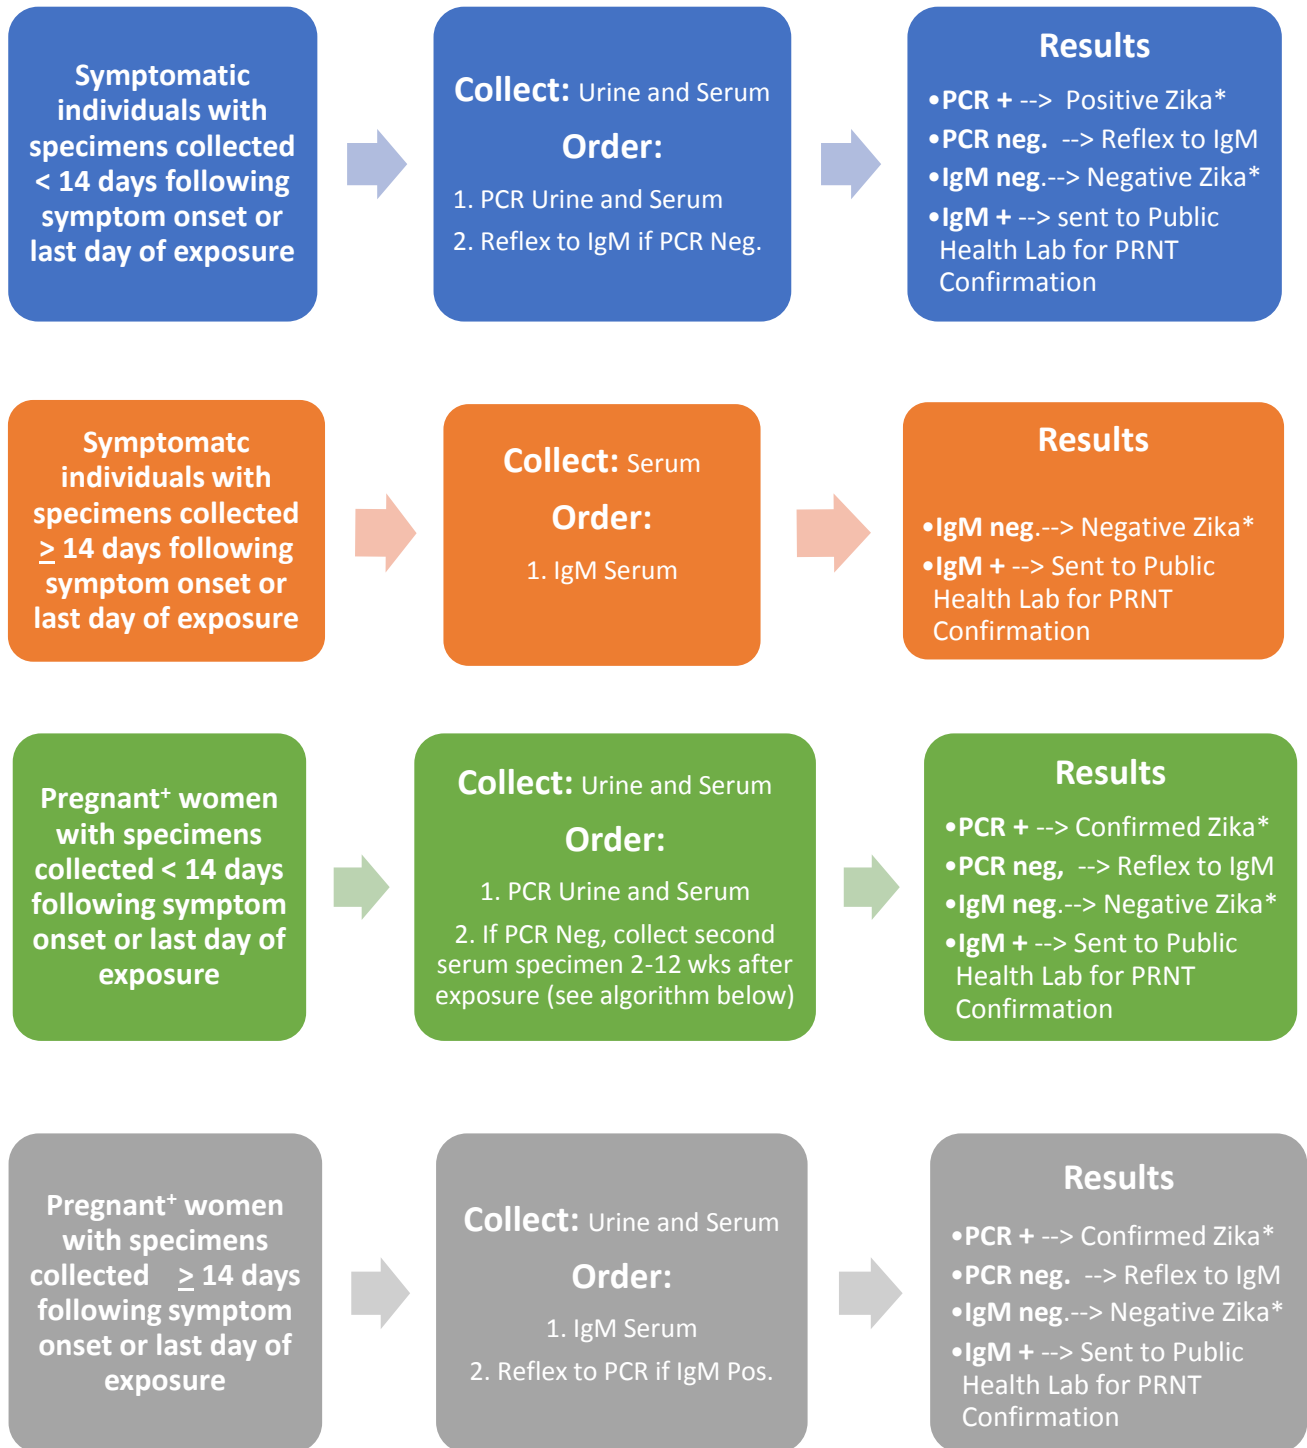 Symptomatic
individuals with
specimens collected
< 14 days following
symptom onset or
last day of exposure
Collect: Urine and Serum
Order:
1. PCR Urine and Serum
2. Reflex to IgM if PCR Neg.
Results
•PCR + --> Positive Zika*
•PCR neg. --> Reflex to IgM
•IgM neg.--> Negative Zika*
•IgM + --> sent to Public
Health Lab for PRNT
Confirmation
Symptomatc
individuals with
specimens collected
≥ 14 days following
symptom onset or
last day of exposure
Collect: Serum
Order:
1. IgM Serum
Results
•IgM neg.--> Negative Zika*
•IgM + --> Sent to Public
Health Lab for PRNT
Confirmation
Pregnant⁺ women
with specimens
collected < 14 days
following symptom
onset or last day of
exposure
Collect: Urine and Serum
Order:
1. PCR Urine and Serum
2. If PCR Neg, collect second
serum specimen 2-12 wks after
exposure (see algorithm below)
Results
•PCR + --> Confirmed Zika*
•PCR neg, --> Reflex to IgM
•IgM neg.--> Negative Zika*
•IgM + --> Sent to Public
Health Lab for PRNT
Confirmation
Pregnant⁺ women
with specimens
collected ≥ 14 days
following symptom
onset or last day of
exposure
Collect: Urine and Serum
Order:
1. IgM Serum
2. Reflex to PCR if IgM Pos.
Results
•PCR + --> Confirmed Zika*
•PCR neg. --> Reflex to IgM
•IgM neg.--> Negative Zika*
•IgM + --> Sent to Public
Health Lab for PRNT
Confirmation